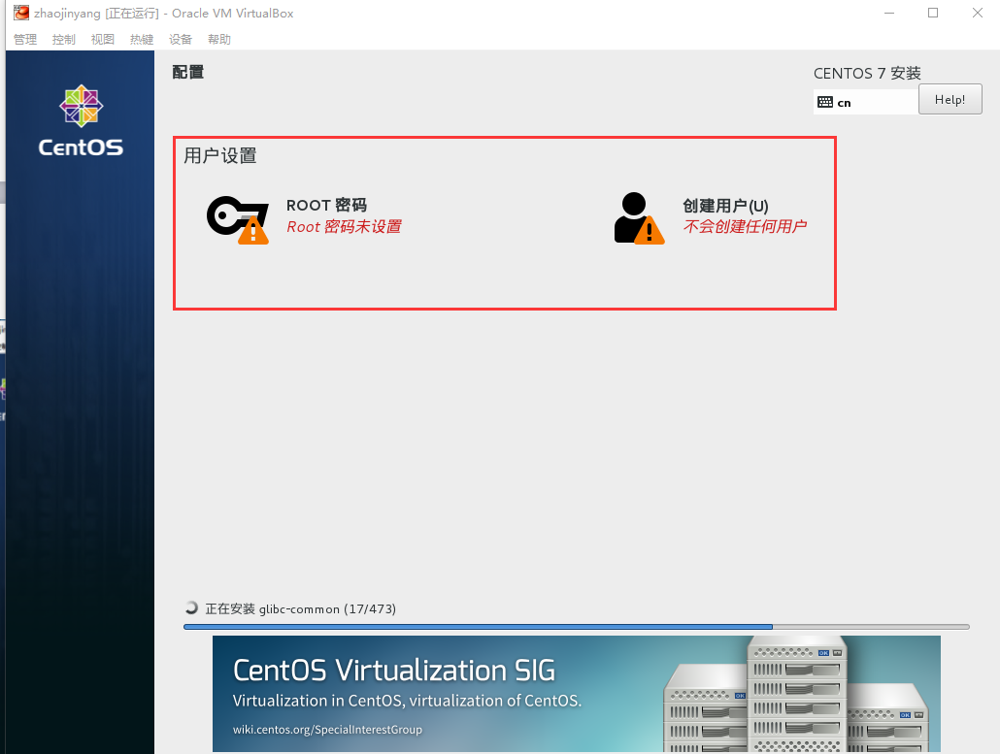 zhaojinyang [正在运行] - Oracle VM VirtualBox
管理 控制 视图 热键 设备 帮助
CentOS
配置
CENTOS 7 安装
cn
Help!
用户设置
ROOT 密码
Root 密码未设置
创建用户(U)
不会创建任何用户
正在安装 glibc-common (17/473)
CentOS Virtualization SIG
Virtualization in CentOS, virtualization of CentOS.
wiki.centos.org/SpecialInterestGroup
OK
OK
OK